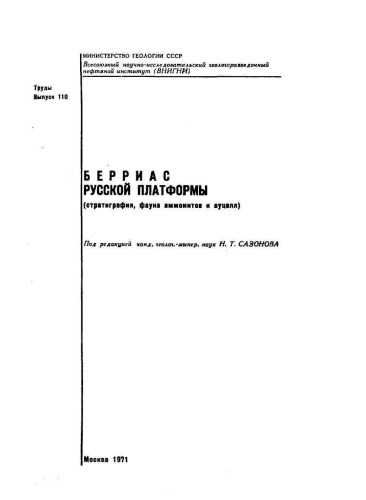 МИНИСТЕРСТВО ГЕОЛОГИИ СССР
Всесоюзный научно-исследовательский геологоразведочный
нефтяной институт (ВНИГНИ)
Труды
Выпуск 110
БЕРРИАС
РУССКОЙ ПЛАТФОРМЫ
(стратиграфия, фауна аммонитов и ауцелл)
Под редакцией канд. геолог.-минер. наук Н. Т. САЗОНОВА
Москва 1971